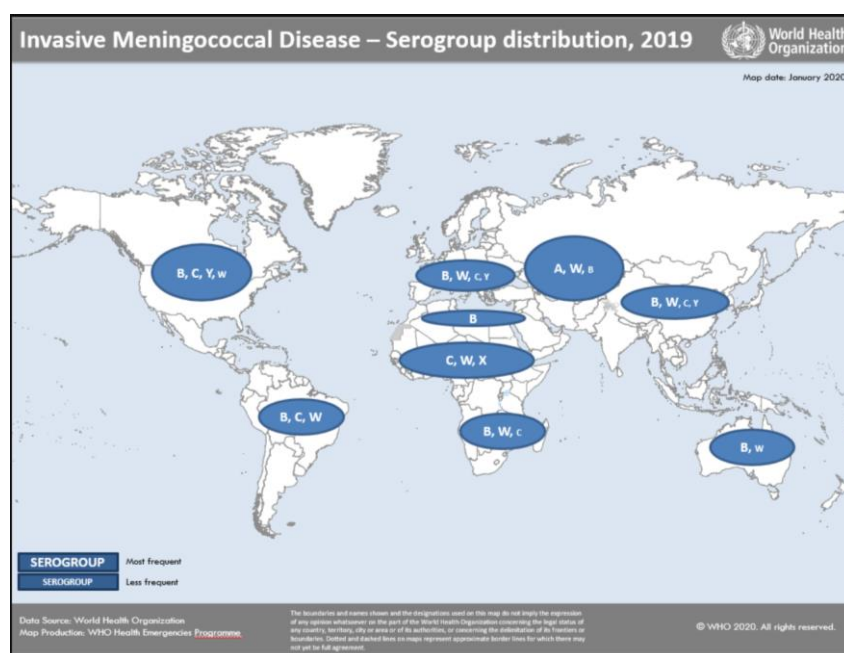 Invasive Meningococcal Disease – Serogroup distribution, 2019
World Health
Organization
Map date: January 2020
B, C, Y, W
B, W, C, Y
A, W, B
B, W, C, Y
B
C, W, X
B, C, W
B, W, C
B, W
SEROGROUP Most frequent
SEROGROUP Less frequent
Data Source: World Health Organization
Map Production: WHO Health Emergencies Programme
The boundaries and names shown and the designations used on this map do not imply the expression
of any opinion whatsoever on the part of the World Health Organization concerning the legal status of
any country, territory, city or area or of its authorities, or concerning the delimitation of its frontiers or
boundaries. Dotted and dashed lines on maps represent approximate border lines for which there may
not yet be full agreement.
© WHO 2020. All rights reserved.